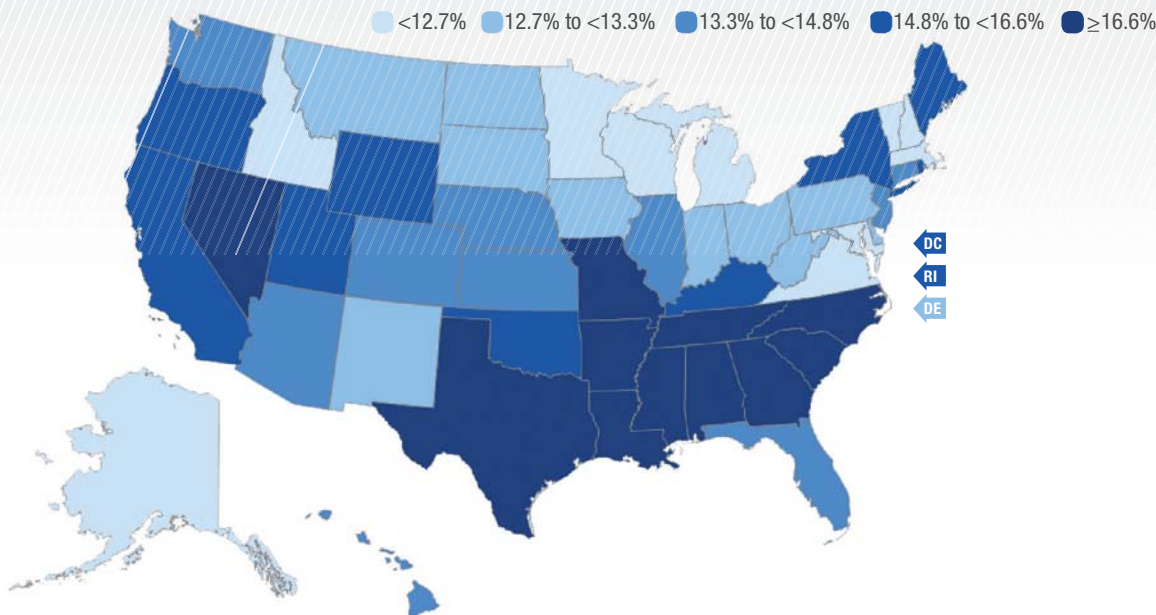 <12.7% 12.7% to <13.3% 13.3% to <14.8% 14.8% to <16.6% ≥16.6%
DC
RI
DE